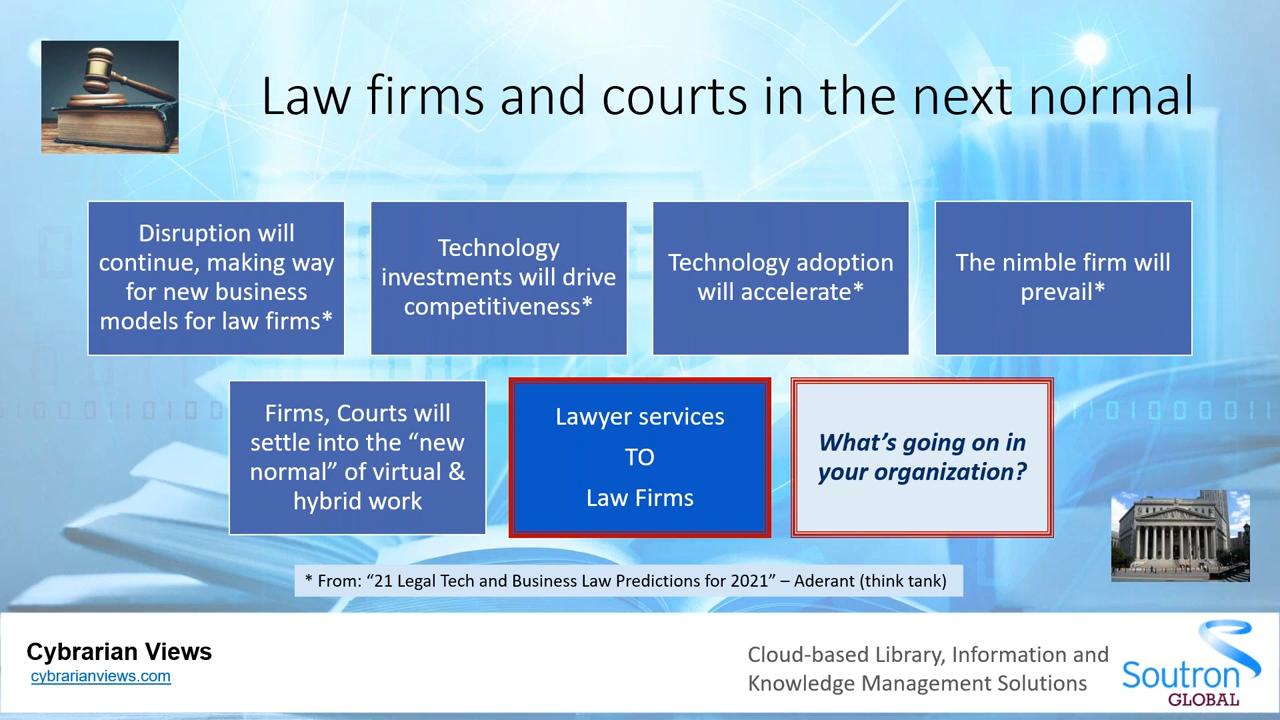 Law firms and courts in the next normal
Disruption will
continue, making way
for new business
models for law firms*
Technology
investments will drive
competitiveness*
Technology adoption
will accelerate*
The nimble firm will
prevail*
Firms, Courts will
settle into the “new
normal” of virtual &
hybrid work
Lawyer services
TO
Law Firms
What’s going on in
your organization?
* From: “21 Legal Tech and Business Law Predictions for 2021” – Aderant (think tank)
Cybrarian Views
cybrarianviews.com
Cloud-based Library, Information and
Knowledge Management Solutions
Soutron
GLOBAL